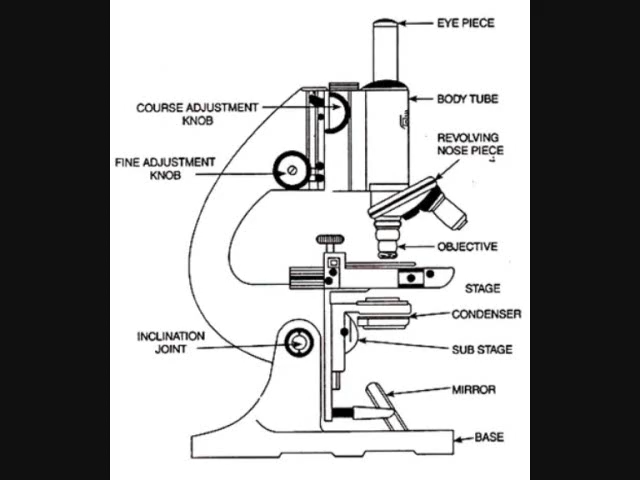 EYE PIECE
COURSE ADJUSTMENT
KNOB
BODY TUBE
REVOLVING
NOSE PIECE
FINE ADJUSTMENT
KNOB
OBJECTIVE
STAGE
CONDENSER
INCLINATION
JOINT
SUB STAGE
MIRROR
BASE